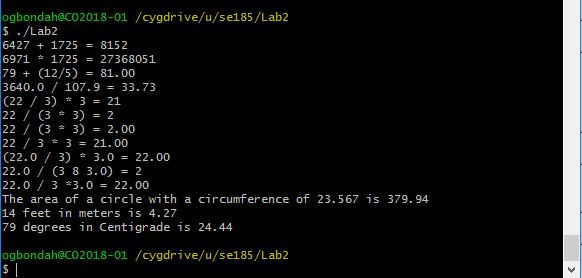 ogbondah@CO2018-01 /cygdrive/u/se185/Lab2
$ ./Lab2
6427 + 1725 = 8152
6971 * 1725 = 27368051
79 + (12/5) = 81.00
3640.0 / 107.9 = 33.73
(22 / 3) * 3 = 21
22 / (3 * 3) = 2
22 / (3 * 3) = 2.00
22 / 3 * 3 = 21.00
(22.0 / 3) * 3.0 = 22.00
22.0 / (3 8 3.0) = 2
22.0 / 3 *3.0 = 22.00
The area of a circle with a circumference of 23.567 is 379.94
14 feet in meters is 4.27
79 degrees in Centigrade is 24.44
ogbondah@CO2018-01 /cygdrive/u/se185/Lab2
$